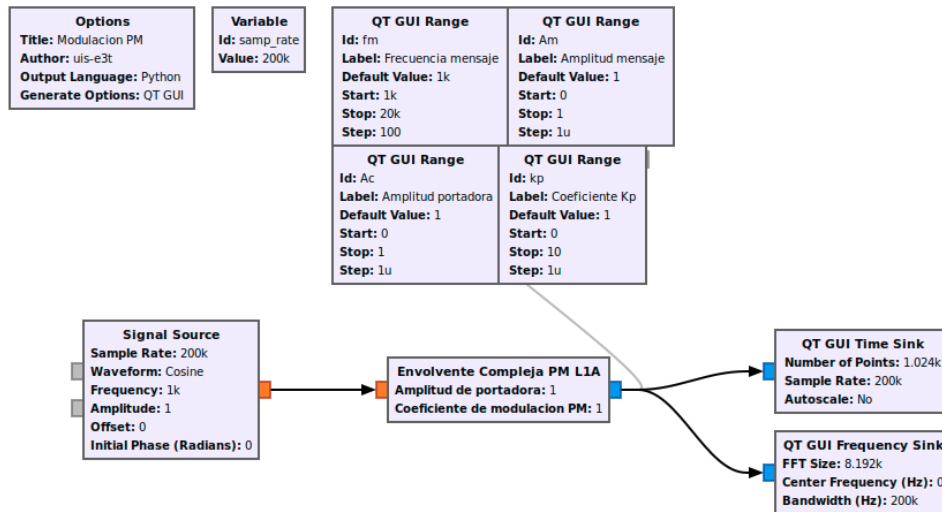 Options
Title: Modulacion PM
Author: uis-e3t
Output Language: Python
Generate Options: QT GUI
Variable
Id: samp_rate
Value: 200k
QT GUI Range
Id: fm
Label: Frecuencia mensaje
Default Value: 1k
Start: 1k
Stop: 20k
Step: 100
QT GUI Range
Id: Am
Label: Amplitud mensaje
Default Value: 1
Start: 0
Stop: 1
Step: 1u
QT GUI Range
Id: Ac
Label: Amplitud portadora
Default Value: 1
Start: 0
Stop: 1
Step: 1u
QT GUI Range
Id: kp
Label: Coeficiente Kp
Default Value: 1
Start: 0
Stop: 10
Step: 1u
Signal Source
Sample Rate: 200k
Waveform: Cosine
Frequency: 1k
Amplitude: 1
Offset: 0
Initial Phase (Radians): 0
Envolvente Compleja PM L1A
Amplitud de portadora: 1
Coeficiente de modulacion PM: 1
QT GUI Time Sink
Number of Points: 1.024k
Sample Rate: 200k
Autoscale: No
QT GUI Frequency Sink
FFT Size: 8.192k
Center Frequency (Hz): 0
Bandwidth (Hz): 200k